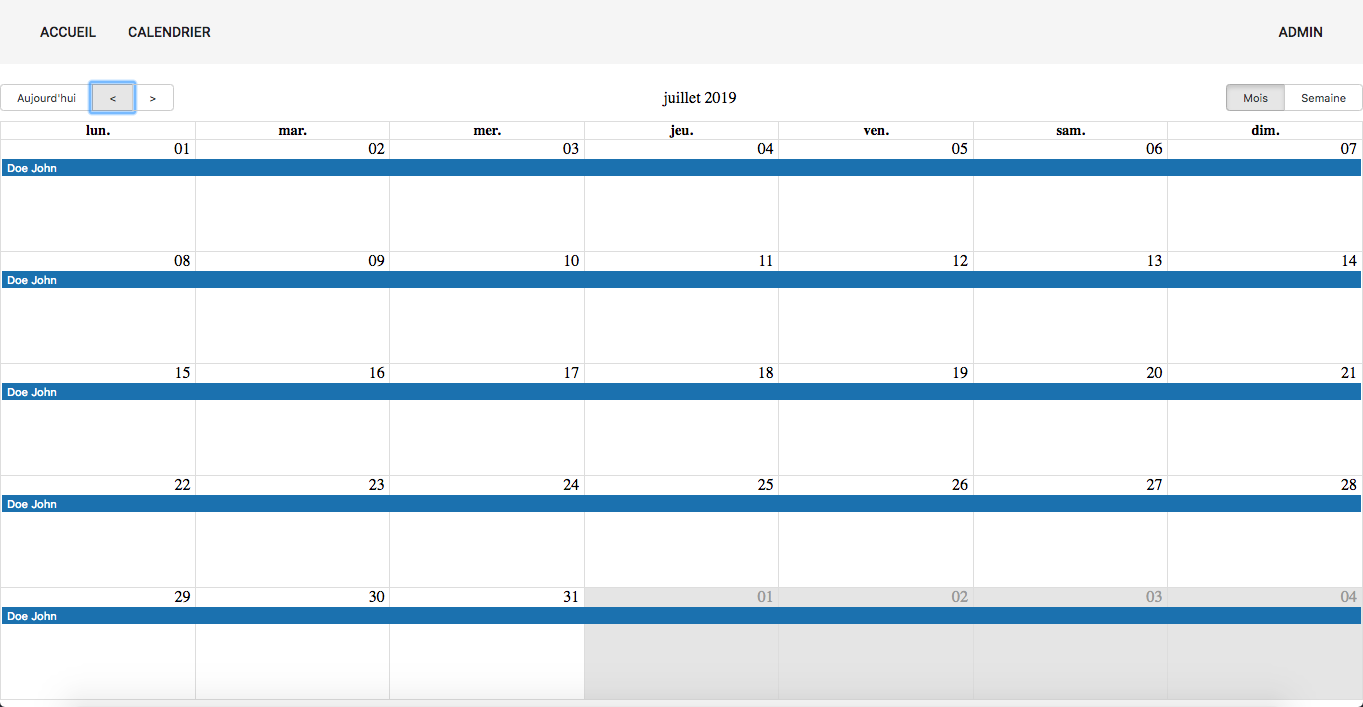 ACCUEIL CALENDRIER ADMIN
Aujourd'hui < > juillet 2019 Mois Semaine
lun. mar. mer. jeu. ven. sam. dim.
01 02 03 04 05 06 07
Doe John
08 09 10 11 12 13 14
Doe John
15 16 17 18 19 20 21
Doe John
22 23 24 25 26 27 28
Doe John
29 30 31 01 02 03 04
Doe John